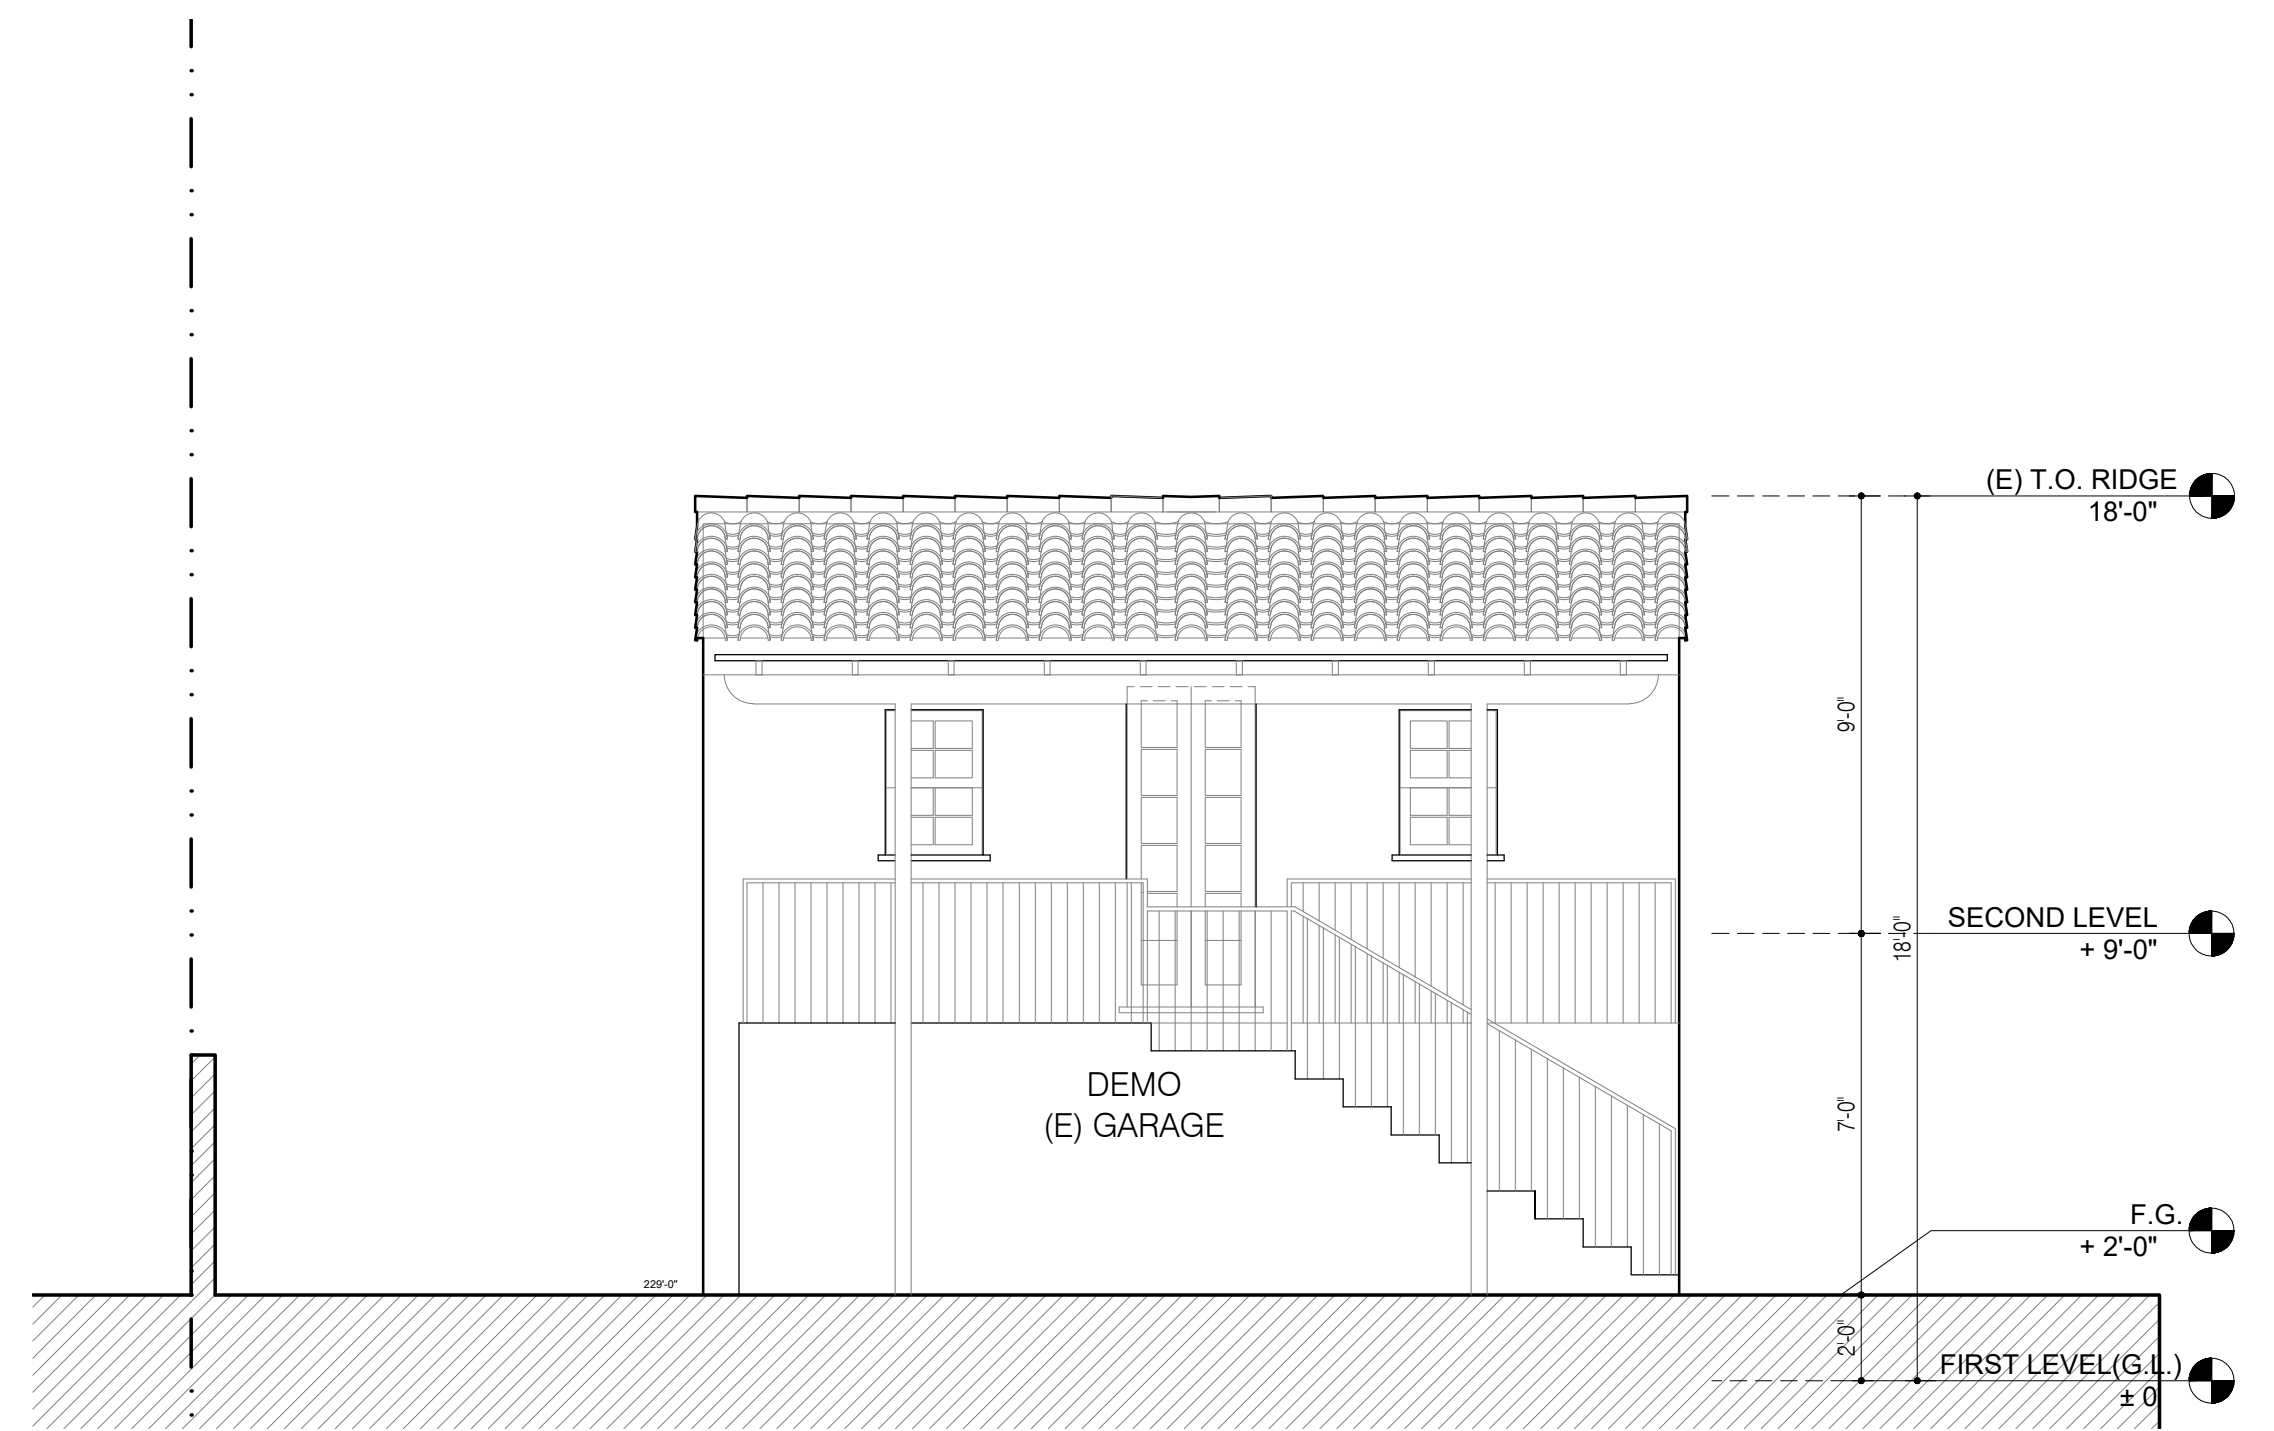 (E) T.O. RIDGE
18'-0"
9'-0"
SECOND LEVEL
+ 9'-0"
18'-0"
DEMO
(E) GARAGE
7'-0"
F.G.
+ 2'-0"
229'-0"
2'-0"
FIRST LEVEL(G.L.)
± 0